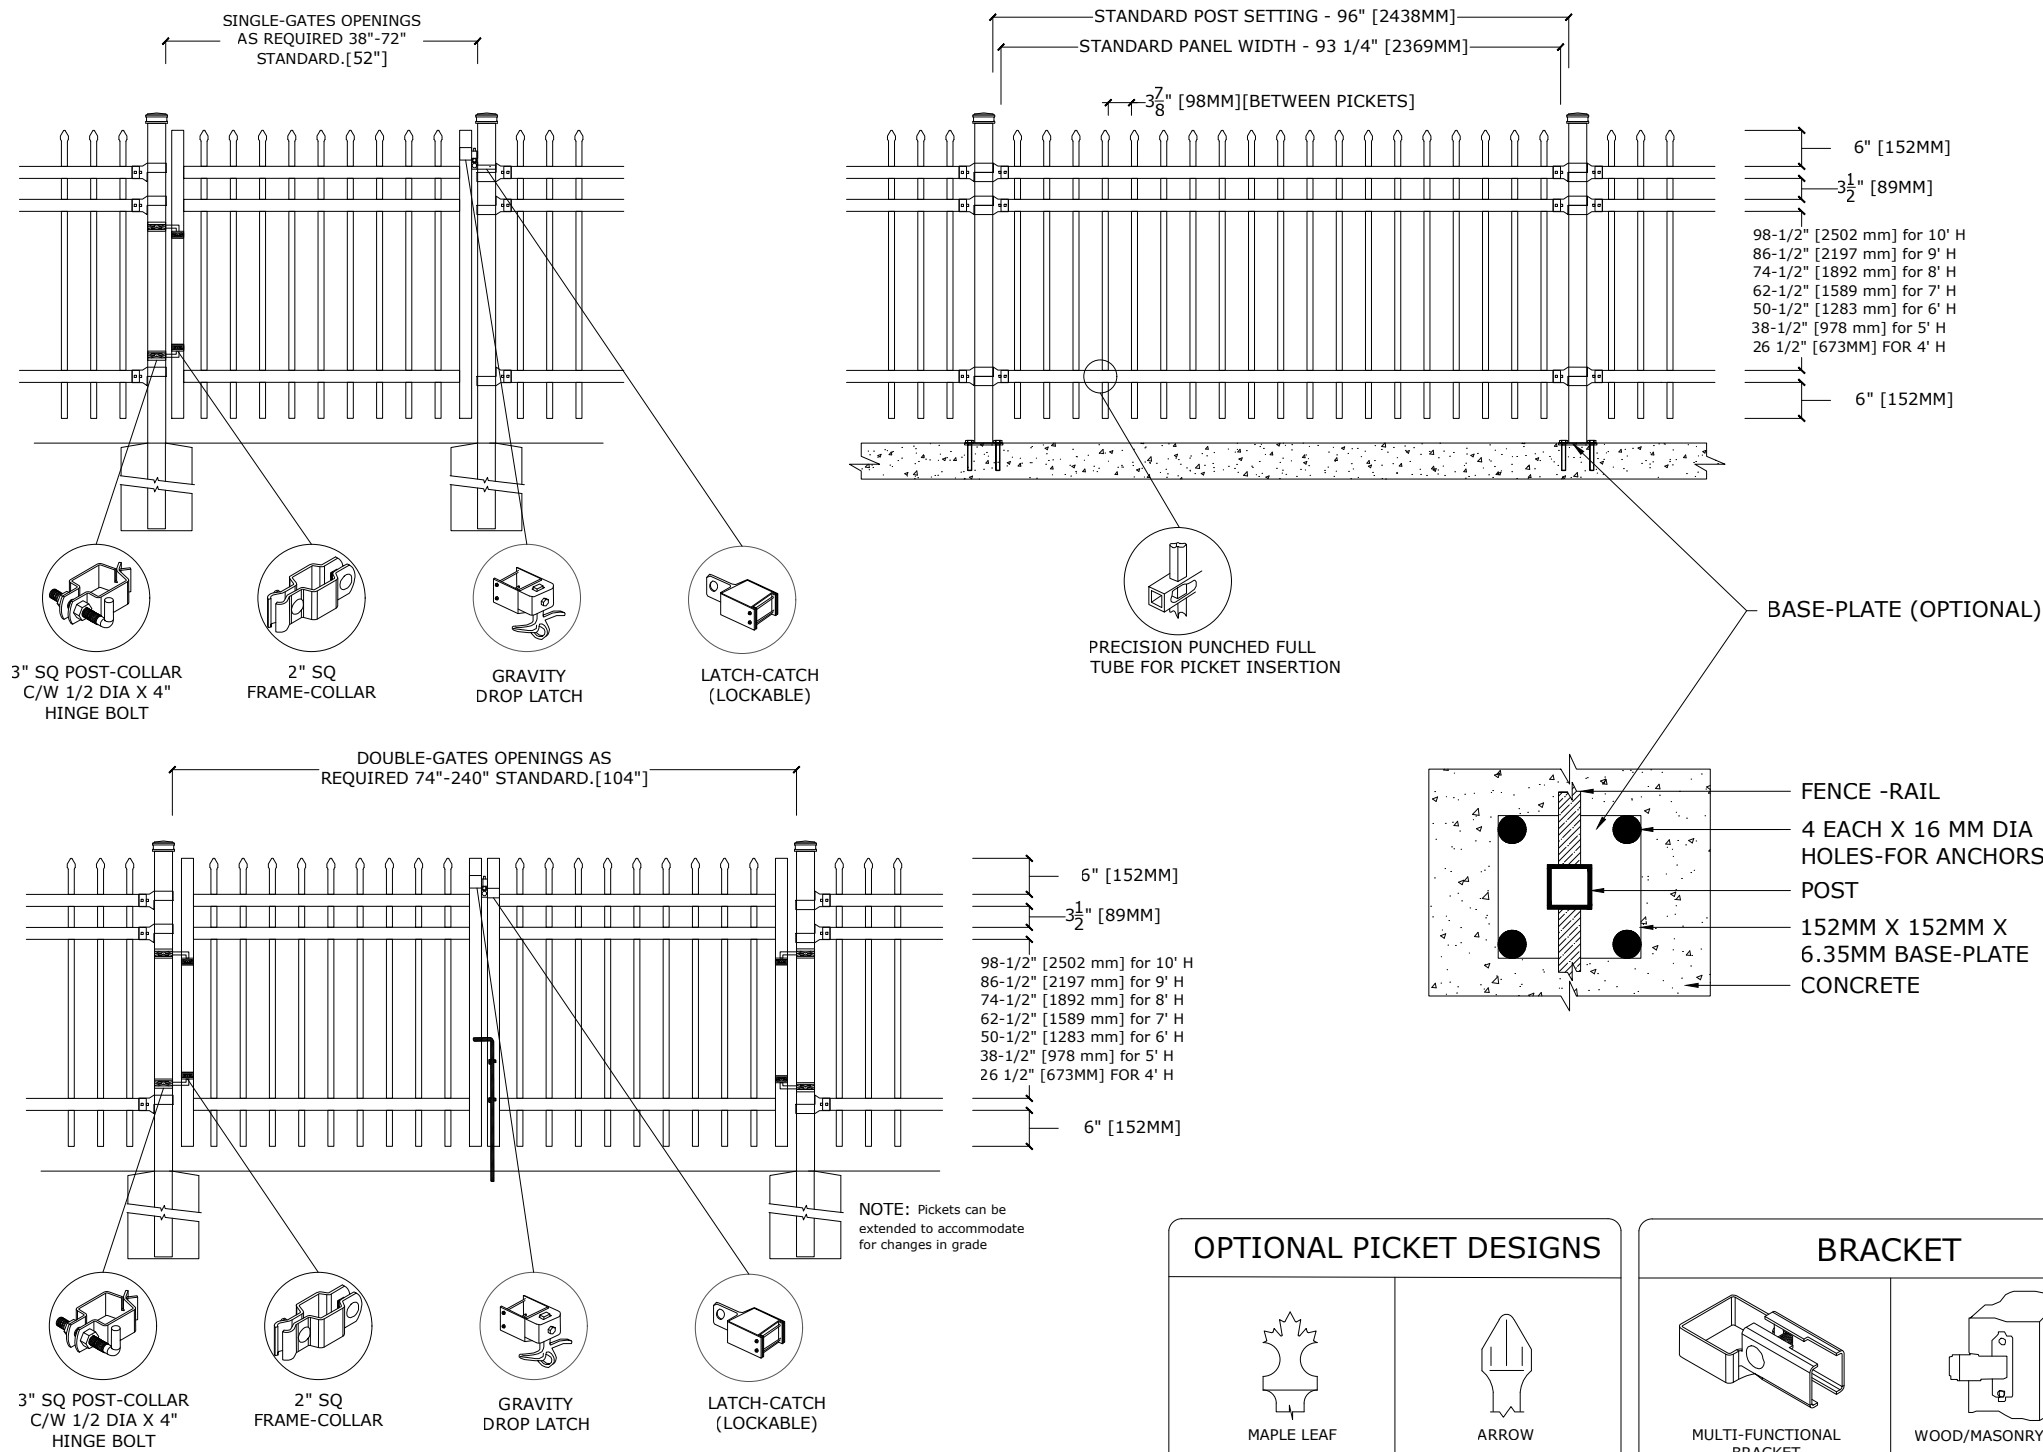 SINGLE-GATES OPENINGS
AS REQUIRED 38"-72"
STANDARD.[52"]
3" SQ POST-COLLAR
C/W 1/2 DIA X 4"
HINGE BOLT
2" SQ
FRAME-COLLAR
GRAVITY
DROP LATCH
LATCH-CATCH
(LOCKABLE)
STANDARD POST SETTING - 96" [2438MM]
STANDARD PANEL WIDTH - 93 1/4" [2369MM]
3 7/8" [98MM][BETWEEN PICKETS]
6" [152MM]
3 1/2" [89MM]
98-1/2" [2502 mm] for 10' H
86-1/2" [2197 mm] for 9' H
74-1/2" [1892 mm] for 8' H
62-1/2" [1589 mm] for 7' H
50-1/2" [1283 mm] for 6' H
38-1/2" [978 mm] for 5' H
26 1/2" [673MM] FOR 4' H
6" [152MM]
PRECISION PUNCHED FULL
TUBE FOR PICKET INSERTION
BASE-PLATE (OPTIONAL)
FENCE -RAIL
4 EACH X 16 MM DIA
HOLES-FOR ANCHORS
POST
152MM X 152MM X
6.35MM BASE-PLATE
CONCRETE
DOUBLE-GATES OPENINGS AS
REQUIRED 74"-240" STANDARD.[104"]
6" [152MM]
3 1/2" [89MM]
98-1/2" [2502 mm] for 10' H
86-1/2" [2197 mm] for 9' H
74-1/2" [1892 mm] for 8' H
62-1/2" [1589 mm] for 7' H
50-1/2" [1283 mm] for 6' H
38-1/2" [978 mm] for 5' H
26 1/2" [673MM] FOR 4' H
6" [152MM]
NOTE: Pickets can be
extended to accommodate
for changes in grade
3" SQ POST-COLLAR
C/W 1/2 DIA X 4"
HINGE BOLT
2" SQ
FRAME-COLLAR
GRAVITY
DROP LATCH
LATCH-CATCH
(LOCKABLE)
OPTIONAL PICKET DESIGNS
MAPLE LEAF
ARROW
BRACKET
MULTI-FUNCTIONAL
BRACKET
WOOD/MASONRY